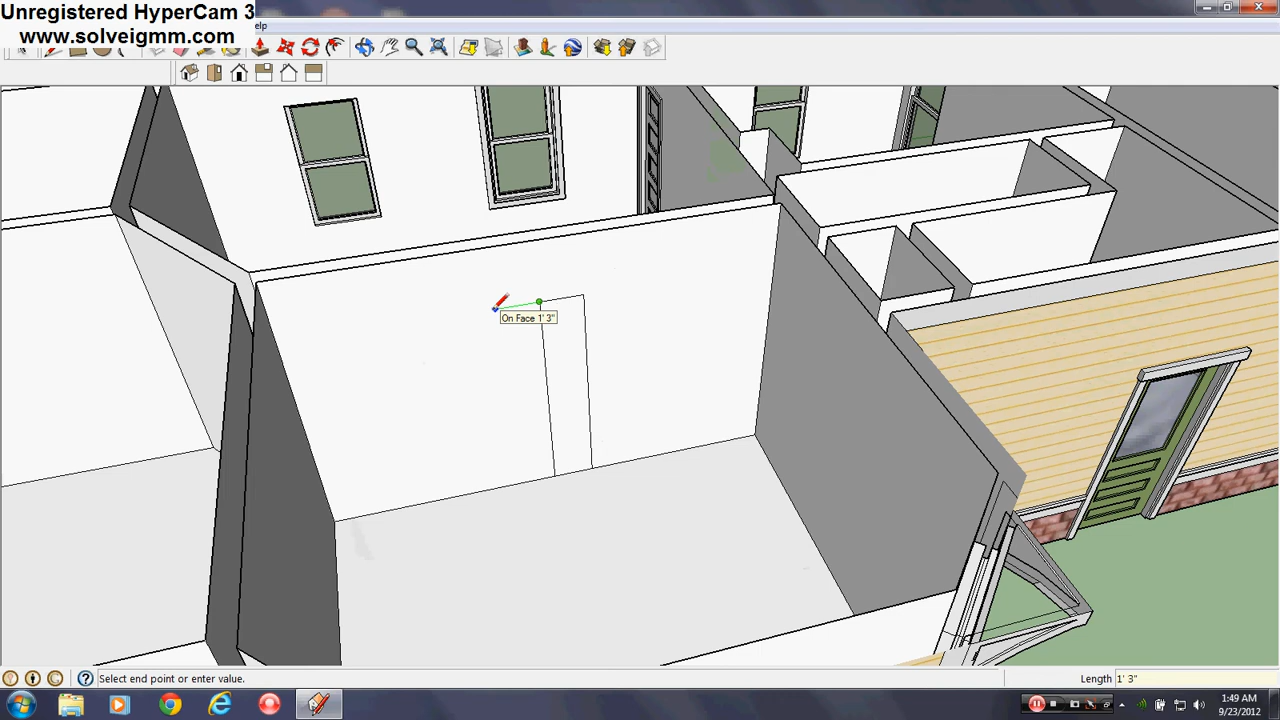 Unregistered HyperCam 3
www.solveigmm.com
elp
On Face 1' 3"
Select end point or enter value.
Length
1' 3"
1:49 AM
9/23/2012